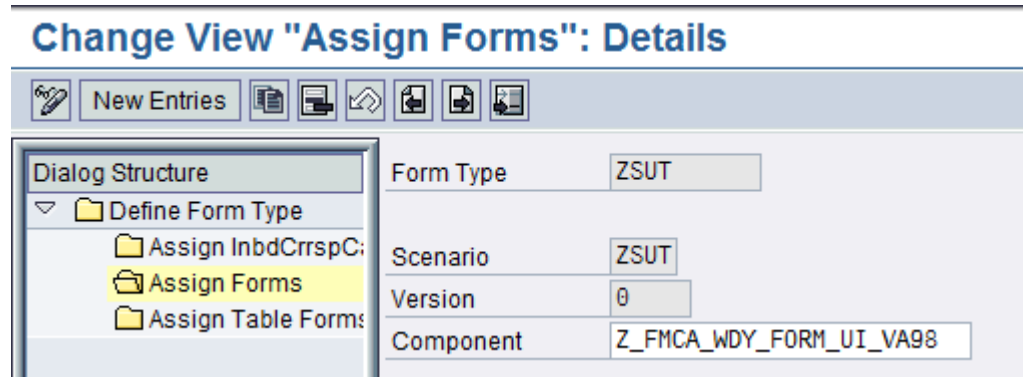 Change View "Assign Forms": Details
New Entries
Dialog Structure
Define Form Type
Assign InbdCrrspCa
Assign Forms
Assign Table Forms
Form Type ZSUT
Scenario ZSUT
Version 0
Component Z_FMCA_WDY_FORM_UI_VA98